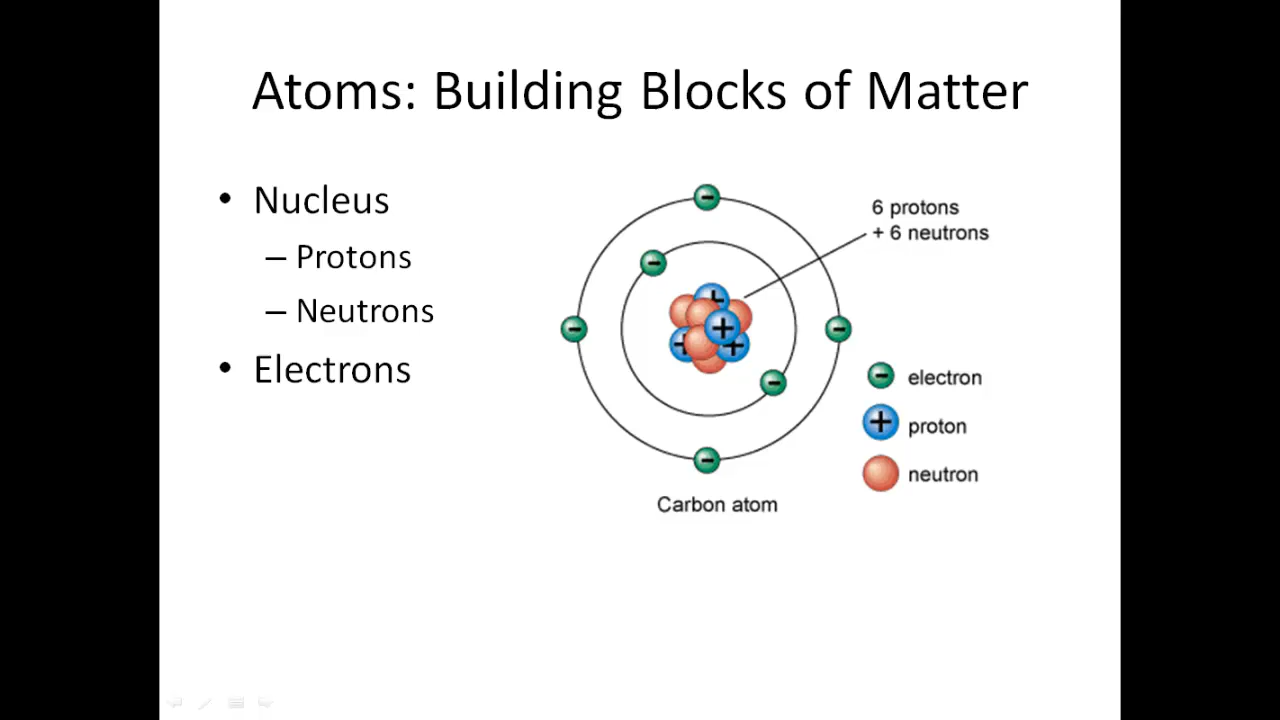 Atoms: Building Blocks of Matter
• Nucleus
– Protons
– Neutrons
• Electrons
6 protons
+ 6 neutrons
electron
proton
neutron
Carbon atom